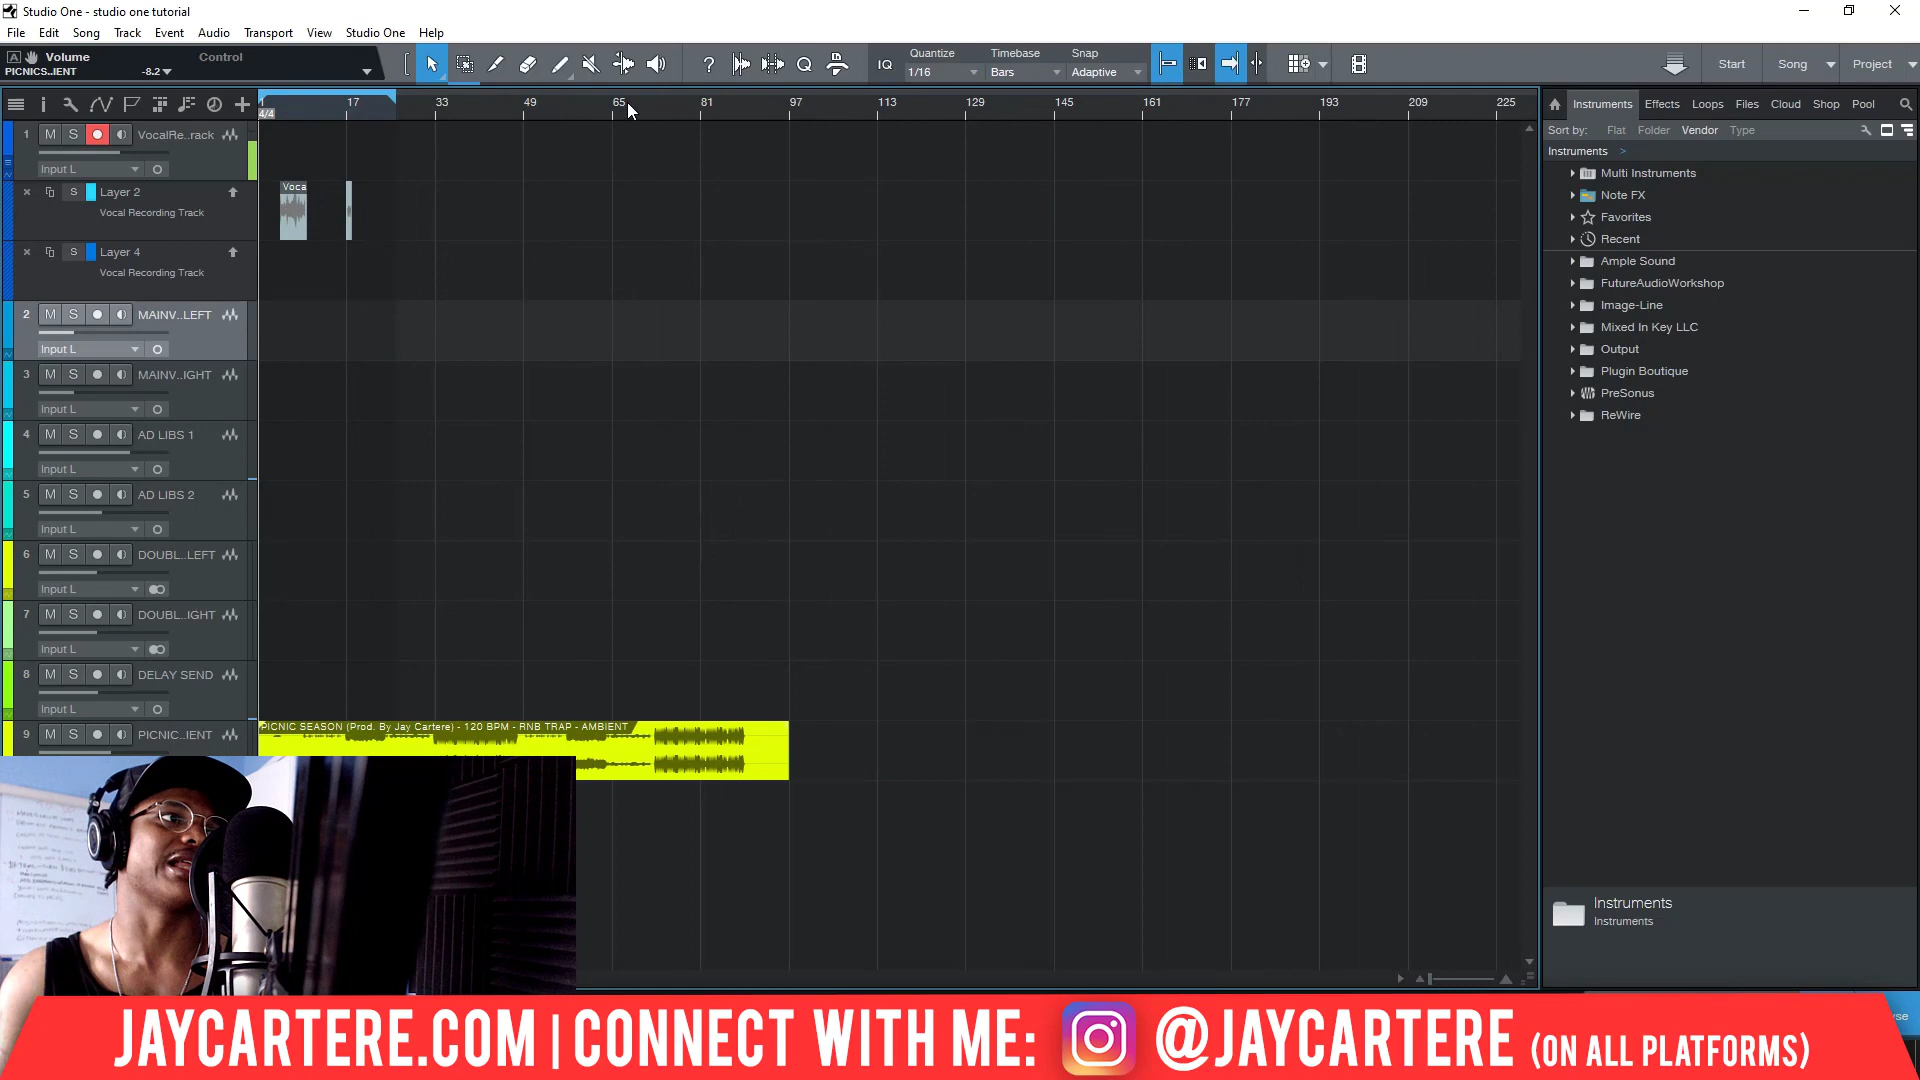 Studio One - studio one tutorial
File Edit Song Track Event Audio Transport View Studio One Help
Volume Control
PICNICS..IENT -8.2
Quantize Timebase Snap
IQ 1/16 Bars Adaptive
Start Song Project
17 33 49 65 81 97 113 129 145 161 177 193 209 225
4/4
1 M S VocalRe...rack
Input L
S Layer 2
Vocal Recording Track
Voca
S Layer 4
Vocal Recording Track
2 M S MAINV...LEFT
Input L
3 M S MAINV...IGHT
Input L
4 M S AD LIBS 1
Input L
5 M S AD LIBS 2
Input L
6 M S DOUBL..LEFT
Input L
7 M S DOUBL..IGHT
Input L
8 M S DELAY SEND
Input L
9 M S PICNIC...IENT
PICNIC SEASON (Prod. By Jay Cartere) - 120 BPM - RNB TRAP - AMBIENT
Instruments Effects Loops Files Cloud Shop Pool
Sort by: Flat Folder Vendor Type
Instruments >
Multi Instruments
Note FX
Favorites
Recent
Ample Sound
FutureAudioWorkshop
Image-Line
Mixed In Key LLC
Output
Plugin Boutique
PreSonus
ReWire
Instruments
Instruments
JAYCARTERE.COM | CONNECT WITH ME: @JAYCARTERE (ON ALL PLATFORMS)